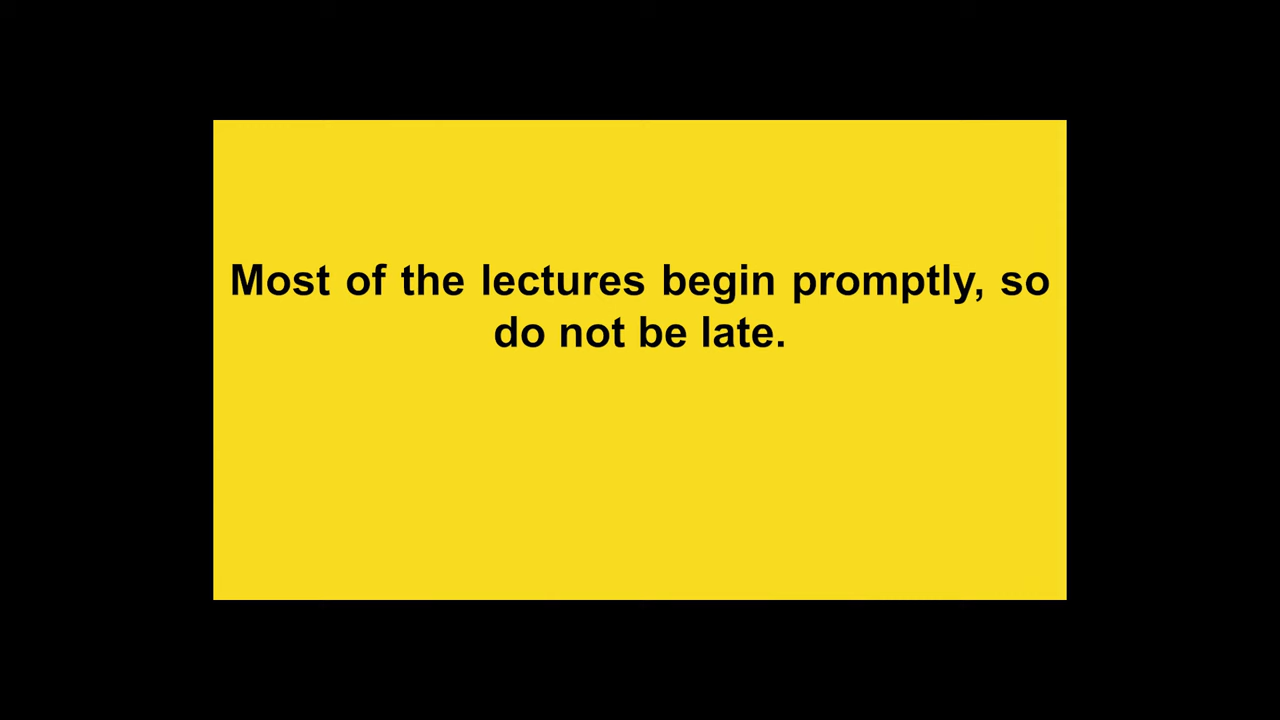 Most of the lectures begin promptly, so
do not be late.